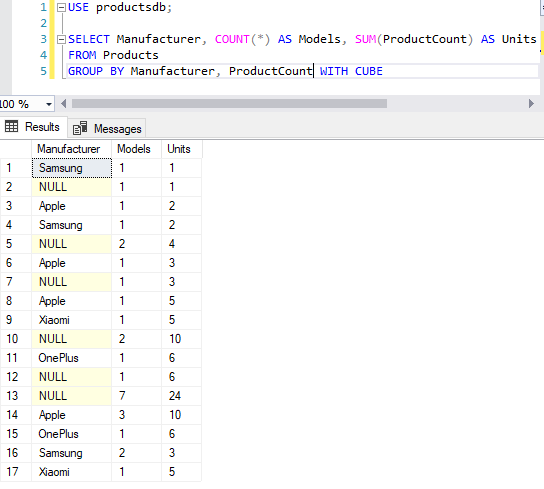 1 USE productsdb;
2
3 SELECT Manufacturer, COUNT(*) AS Models, SUM(ProductCount) AS Units
4 FROM Products
5 GROUP BY Manufacturer, ProductCount WITH CUBE
100 %
Results Messages
Manufacturer Models Units
1 Samsung 1 1
2 NULL 1 1
3 Apple 1 2
4 Samsung 1 2
5 NULL 2 4
6 Apple 1 3
7 NULL 1 3
8 Apple 1 5
9 Xiaomi 1 5
10 NULL 2 10
11 OnePlus 1 6
12 NULL 1 6
13 NULL 7 24
14 Apple 3 10
15 OnePlus 1 6
16 Samsung 2 3
17 Xiaomi 1 5